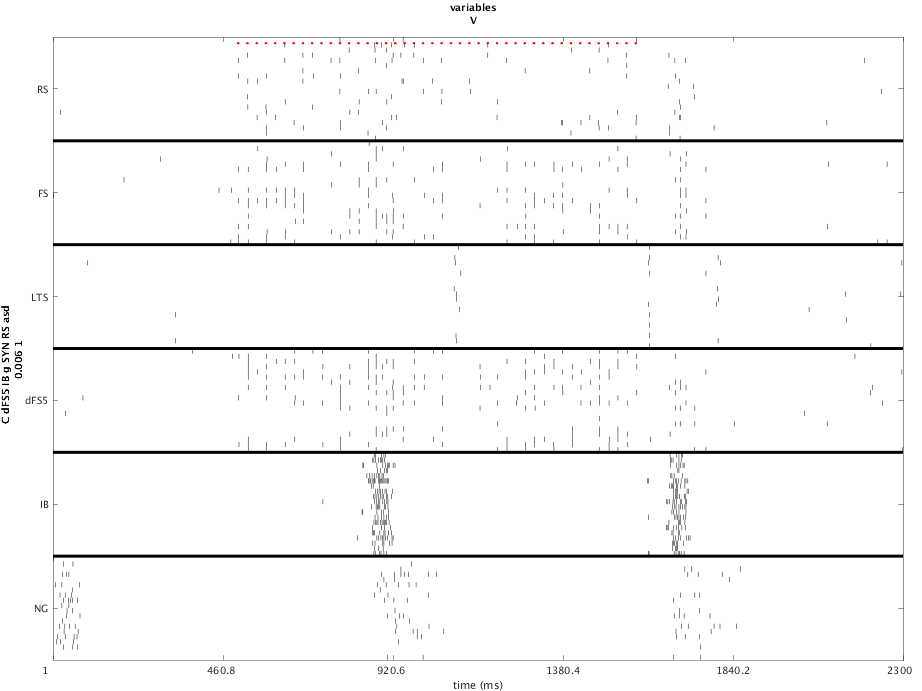 variables
V
RS
FS
LTS
dFS5
IB
NG
C dFS5 IB g SYN RS asd
0.006 1
1
460.8
920.6
1380.4
1840.2
2300
time (ms)